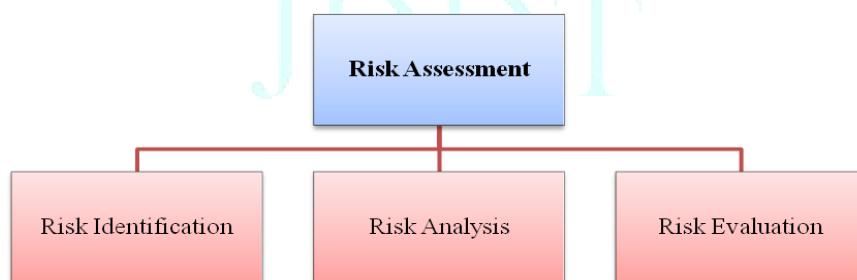 Risk Assessment
Risk Identification
Risk Analysis
Risk Evaluation